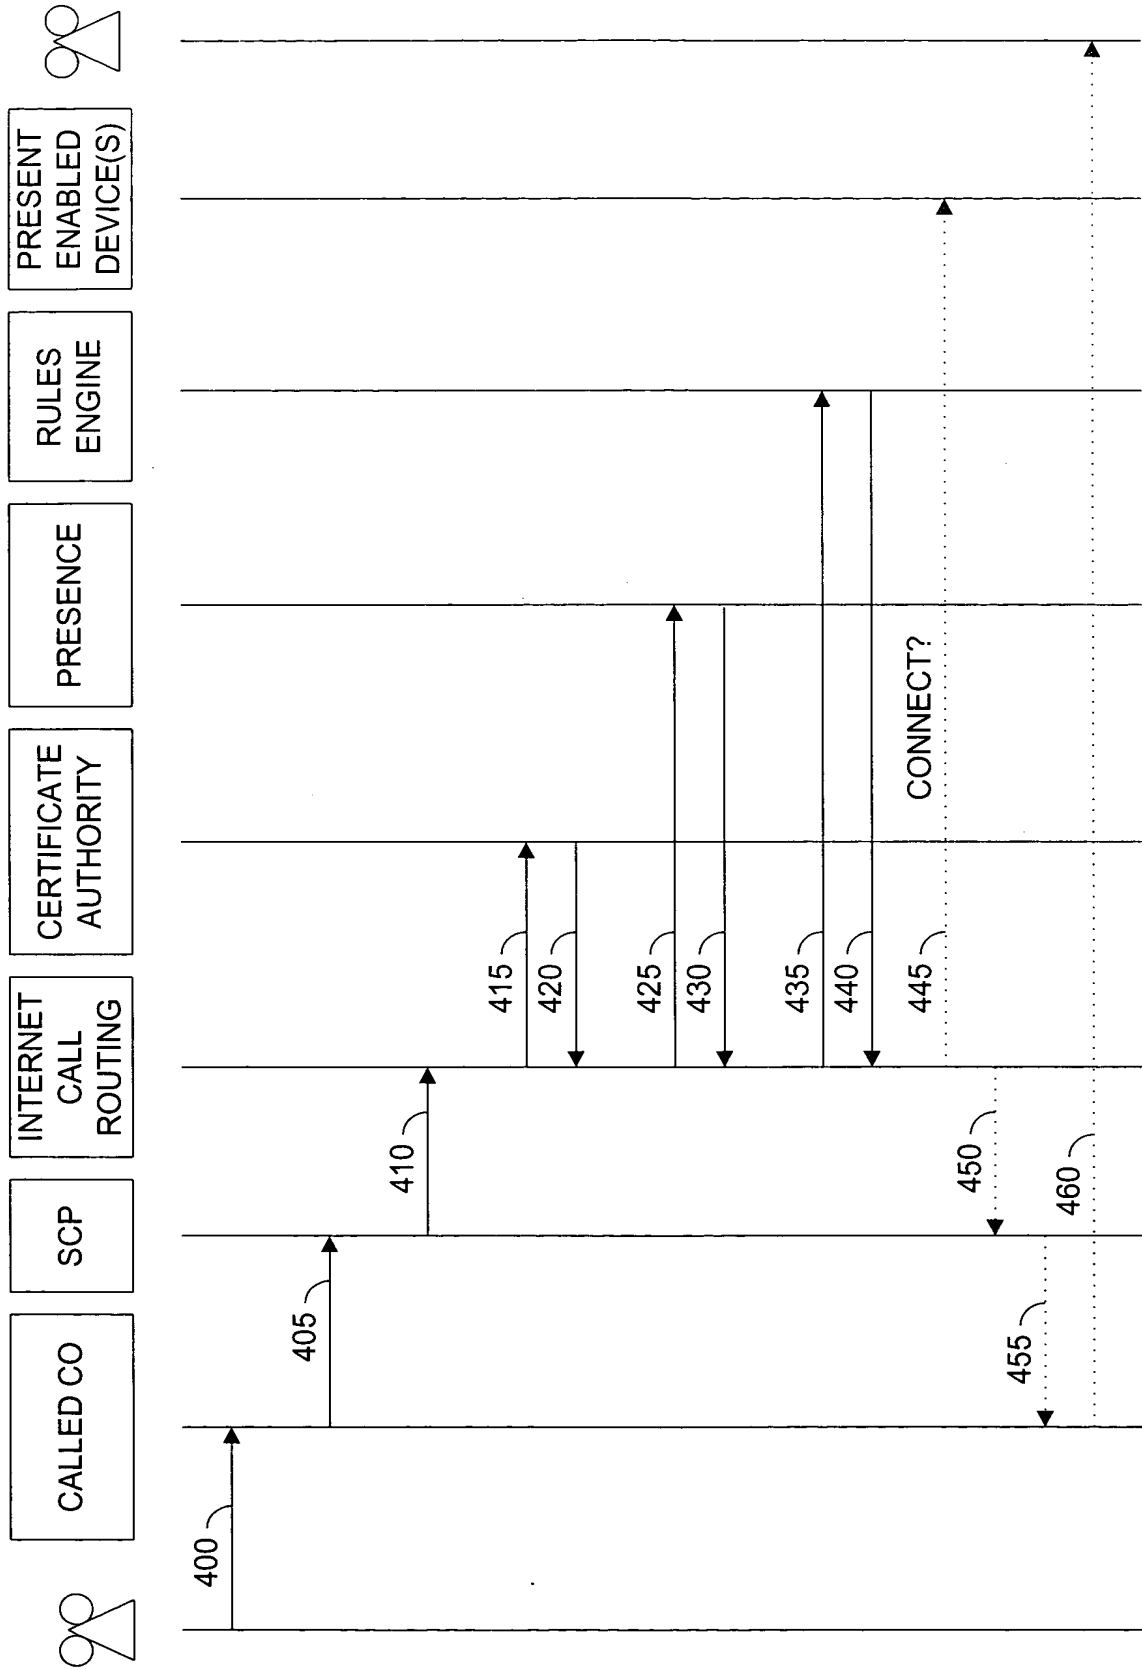 CALLED CO
SCP
INTERNET
CALL
ROUTING
CERTIFICATE
AUTHORITY
PRESENCE
RULES
ENGINE
PRESENT
ENABLED
DEVICE(S)
400
405
410
415
420
425
430
435
440
CONNECT?
445
450
455
460